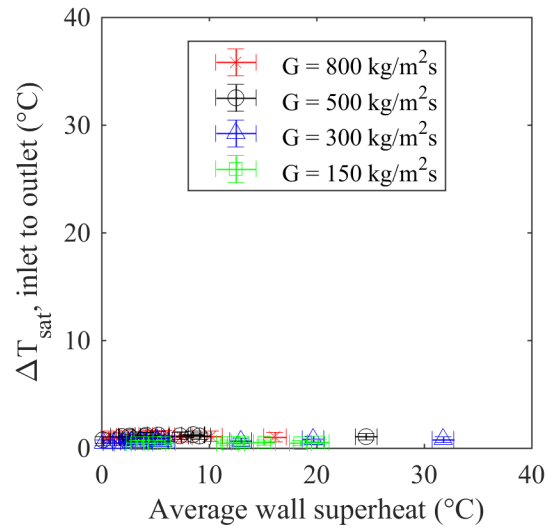 40
30
20
10
0
0
10
20
30
40
ΔT_sat, inlet to outlet (°C)
Average wall superheat (°C)
G = 800 kg/m²s
G = 500 kg/m²s
G = 300 kg/m²s
G = 150 kg/m²s